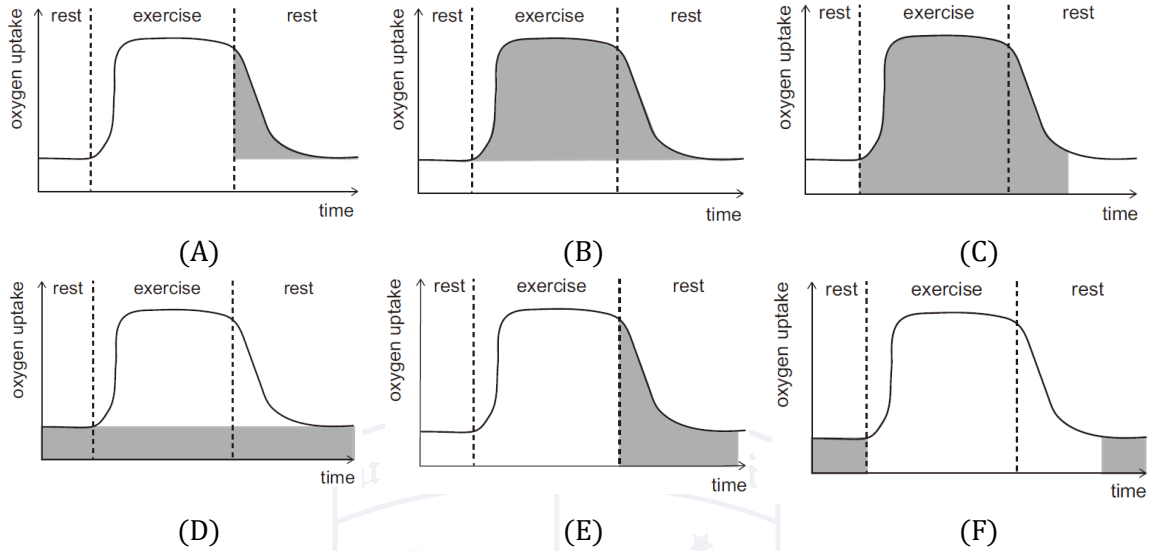 rest exercise rest
oxygen uptake
time
(A)
rest exercise rest
oxygen uptake
time
(B)
rest exercise rest
oxygen uptake
time
(C)
rest exercise rest
oxygen uptake
time
(D)
rest exercise rest
oxygen uptake
time
(E)
rest exercise rest
oxygen uptake
time
(F)